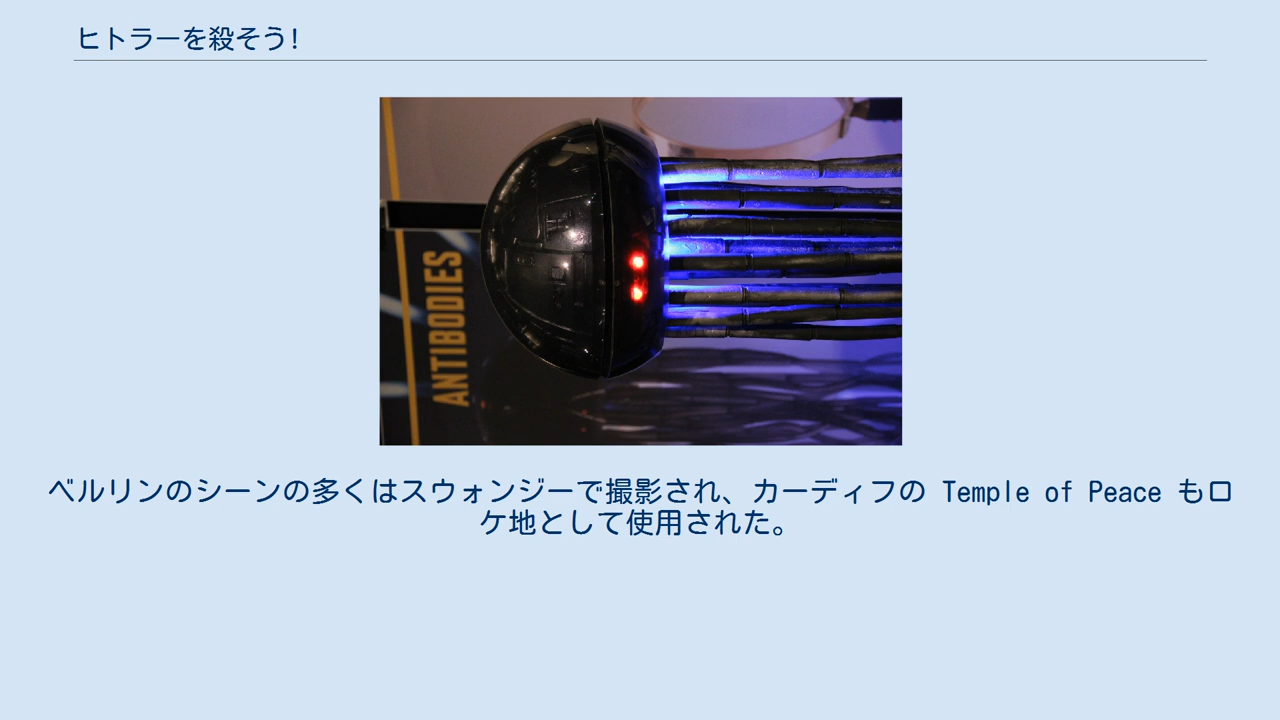 ヒトラーを殺そう!
ANTIBODIES
ベルリンのシーンの多くはスウォンジーで撮影され、カーディフの Temple of Peace もロ
ケ地として使用された。